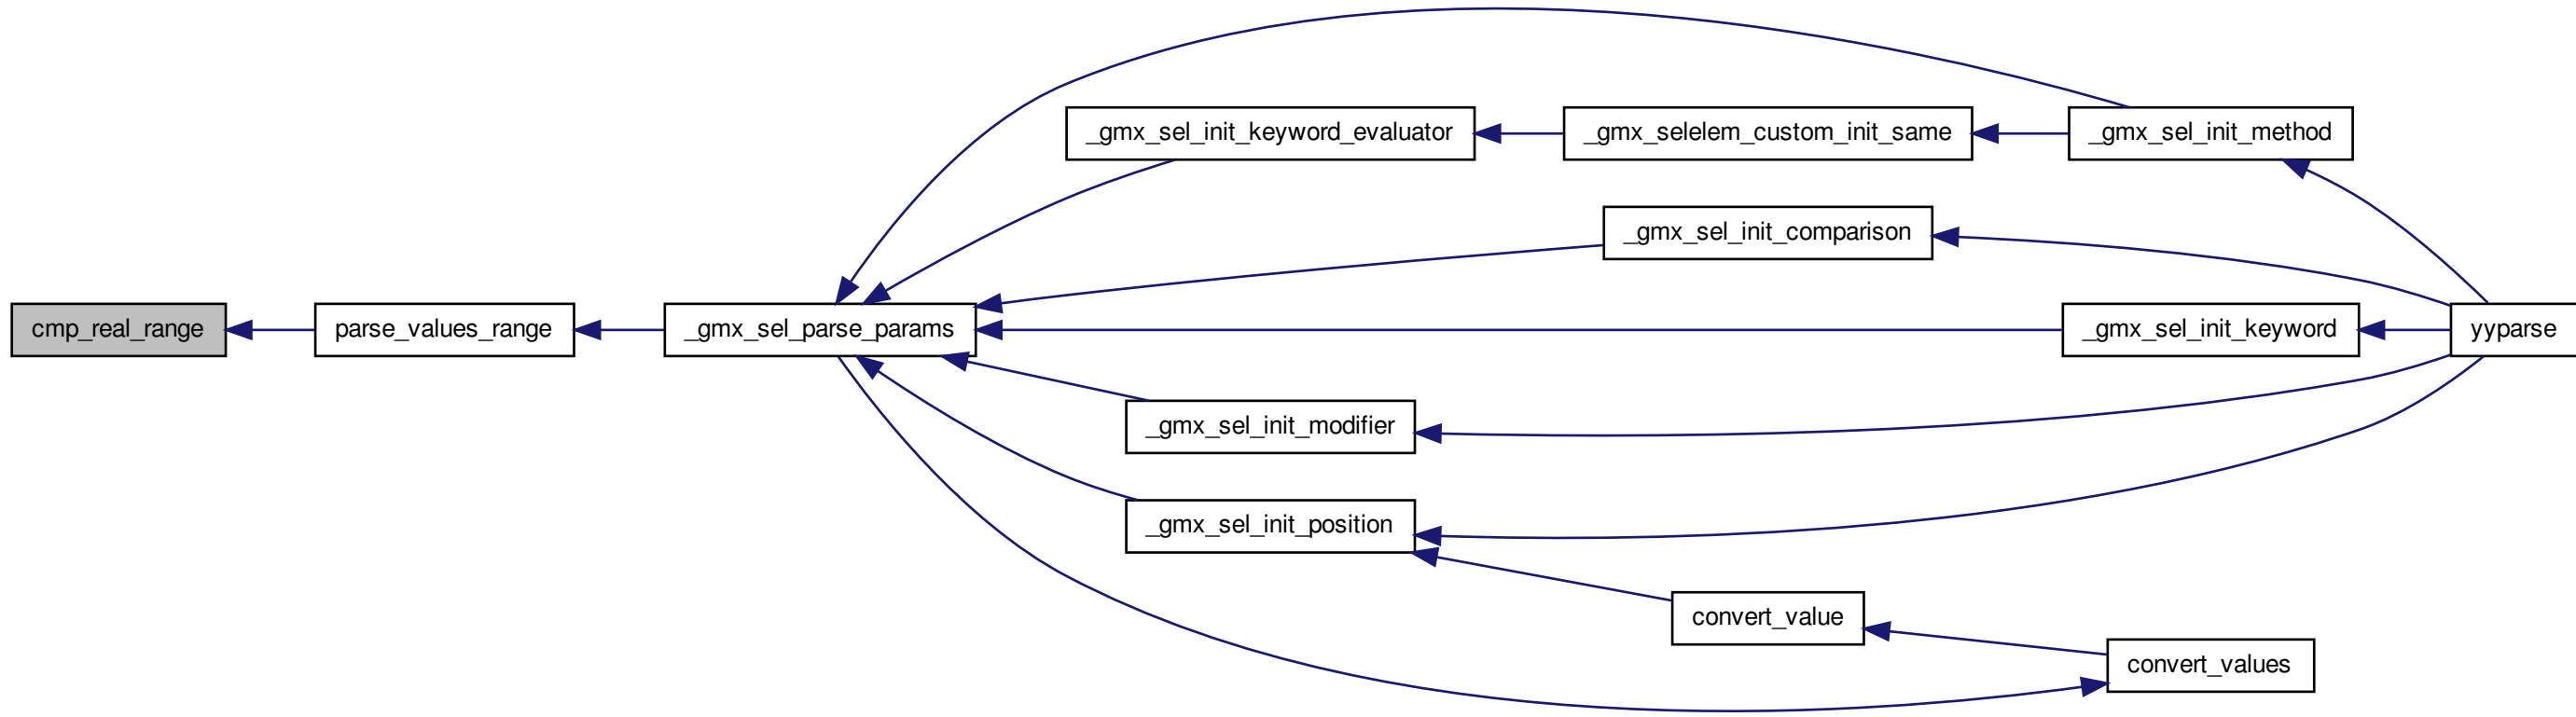 _gmx_sel_init_keyword_evaluator
_gmx_selelem_custom_init_same
_gmx_sel_init_method
_gmx_sel_init_comparison
cmp_real_range
parse_values_range
_gmx_sel_parse_params
_gmx_sel_init_keyword
yyparse
_gmx_sel_init_modifier
_gmx_sel_init_position
convert_value
convert_values